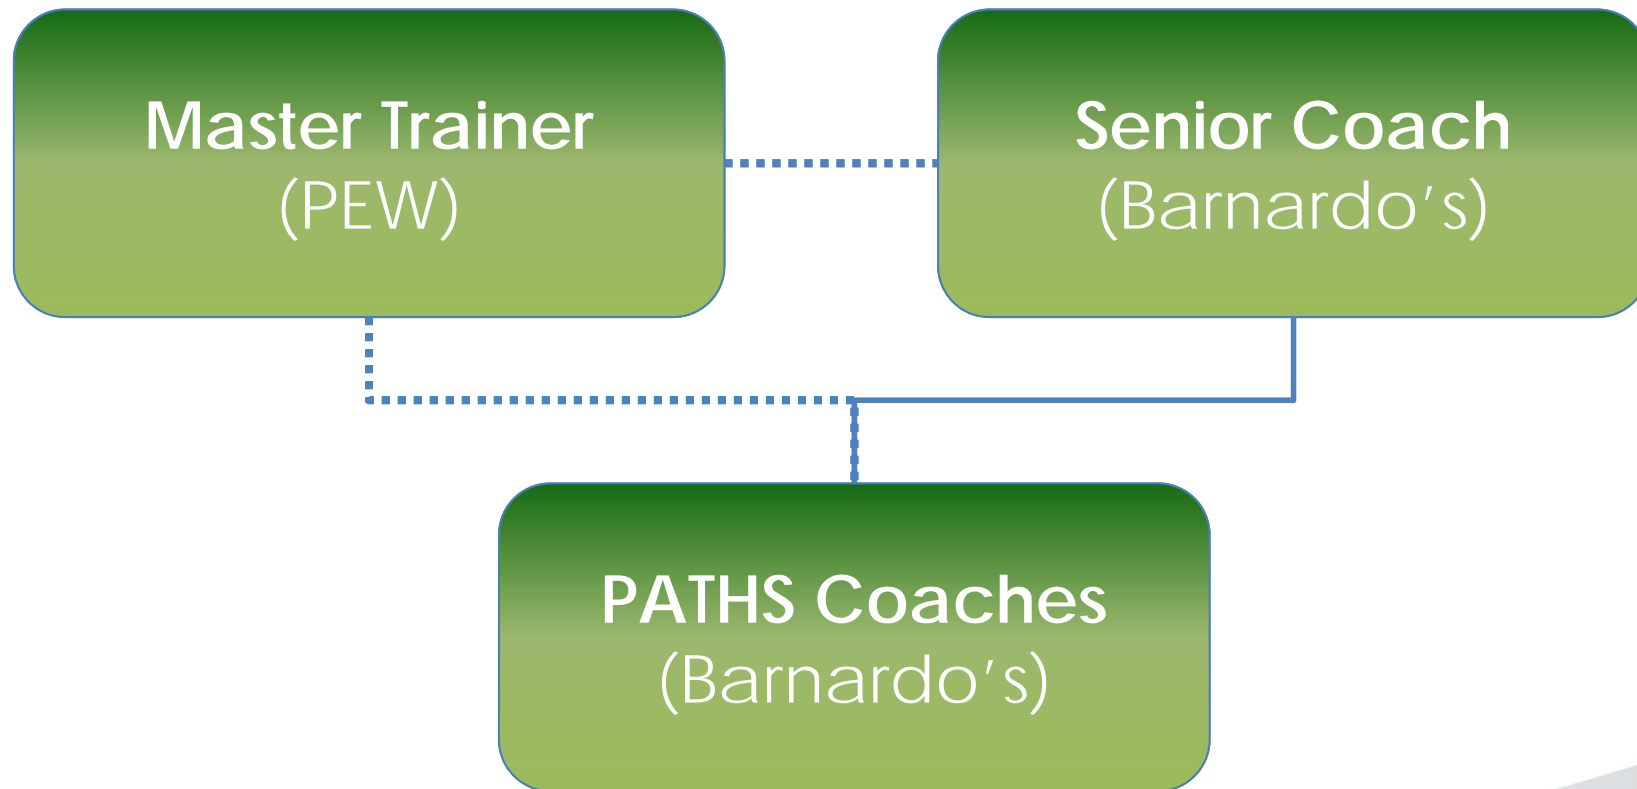 Master Trainer
(PEW)
Senior Coach
(Barnardo’s)
PATHS Coaches
(Barnardo’s)